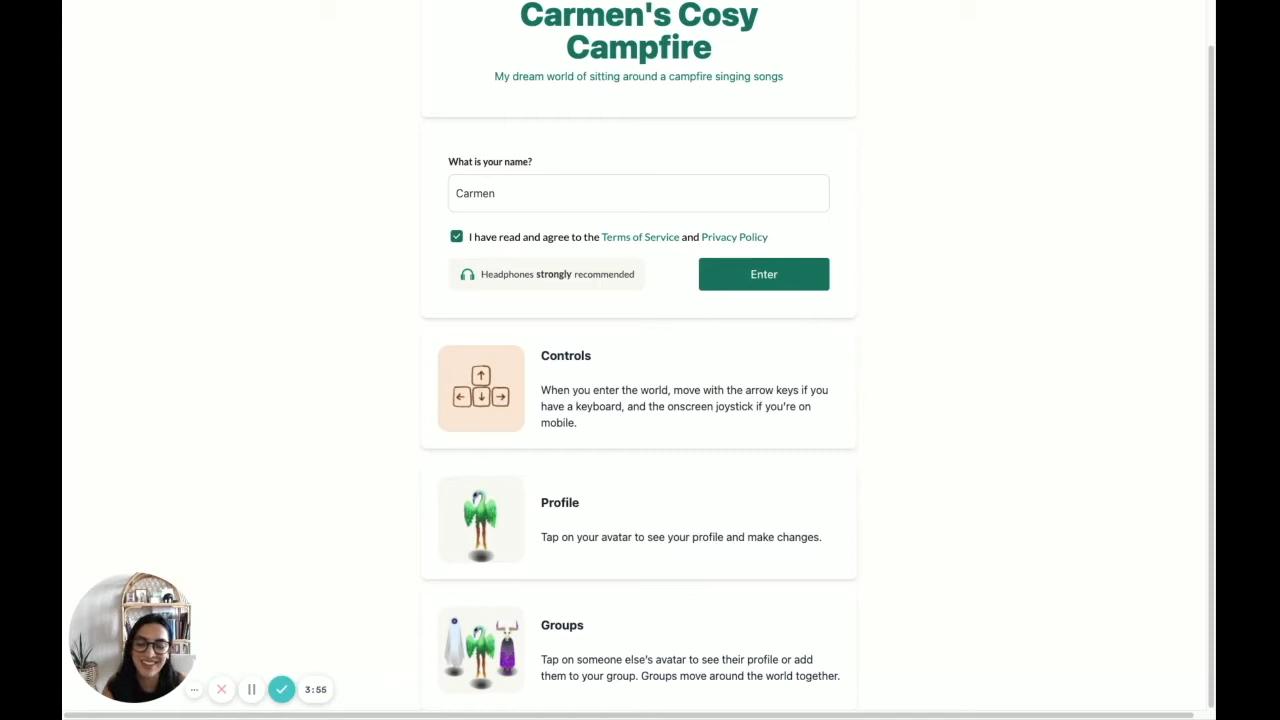 Carmen's Cosy
Campfire
My dream world of sitting around a campfire singing songs
What is your name?
Carmen
I have read and agree to the Terms of Service and Privacy Policy
Headphones strongly recommended
Enter
Controls
When you enter the world, move with the arrow keys if you
have a keyboard, and the onscreen joystick if you're on
mobile.
Profile
Tap on your avatar to see your profile and make changes.
Groups
Tap on someone else's avatar to see their profile or add
them to your group. Groups move around the world together.
3:56